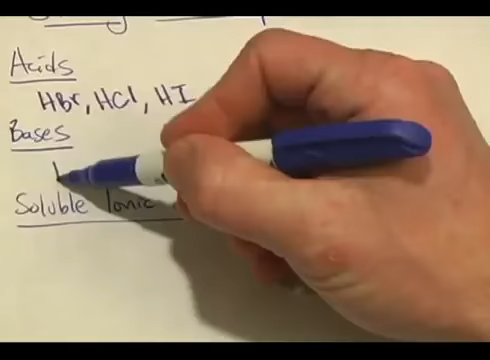 Acids
HBr, HCl, HI
Bases
Soluble Ionic